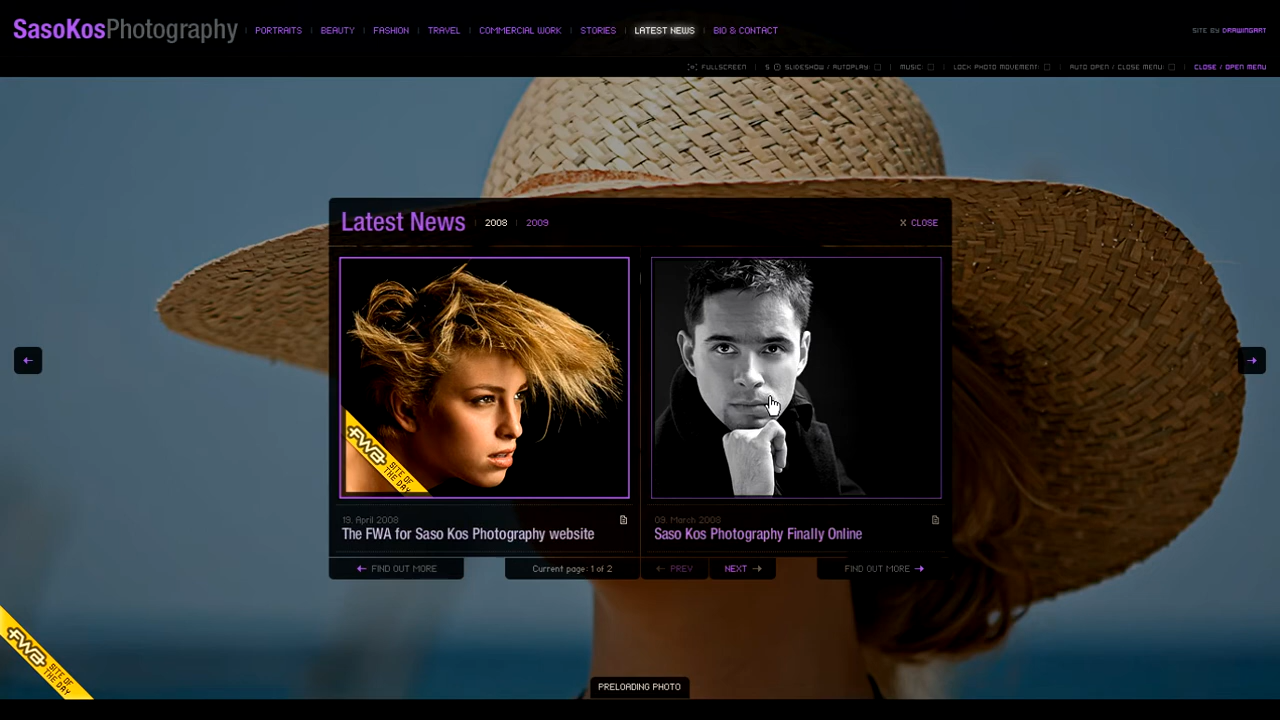 SasoKosPhotography
PORTRAITS
BEAUTY
FASHION
TRAVEL
COMMERCIAL WORK
STORIES
LATEST NEWS
BIO & CONTACT
SITE BY DRAWINGART
FULLSCREEN
5 SLIDESHOW / AUTOPLAY:
MUSIC:
LOCK PHOTO MOVEMENT:
AUTO OPEN / CLOSE MENU:
CLOSE / OPEN MENU
Latest News
2008
2009
X CLOSE
FWA
SITE OF
THE DAY
19. April 2008
The FWA for Saso Kos Photography website
09. March 2008
Saso Kos Photography Finally Online
FIND OUT MORE
Current page: 1 of 2
PREV
NEXT
FIND OUT MORE
FWA
SITE OF
THE DAY
PRELOADING PHOTO